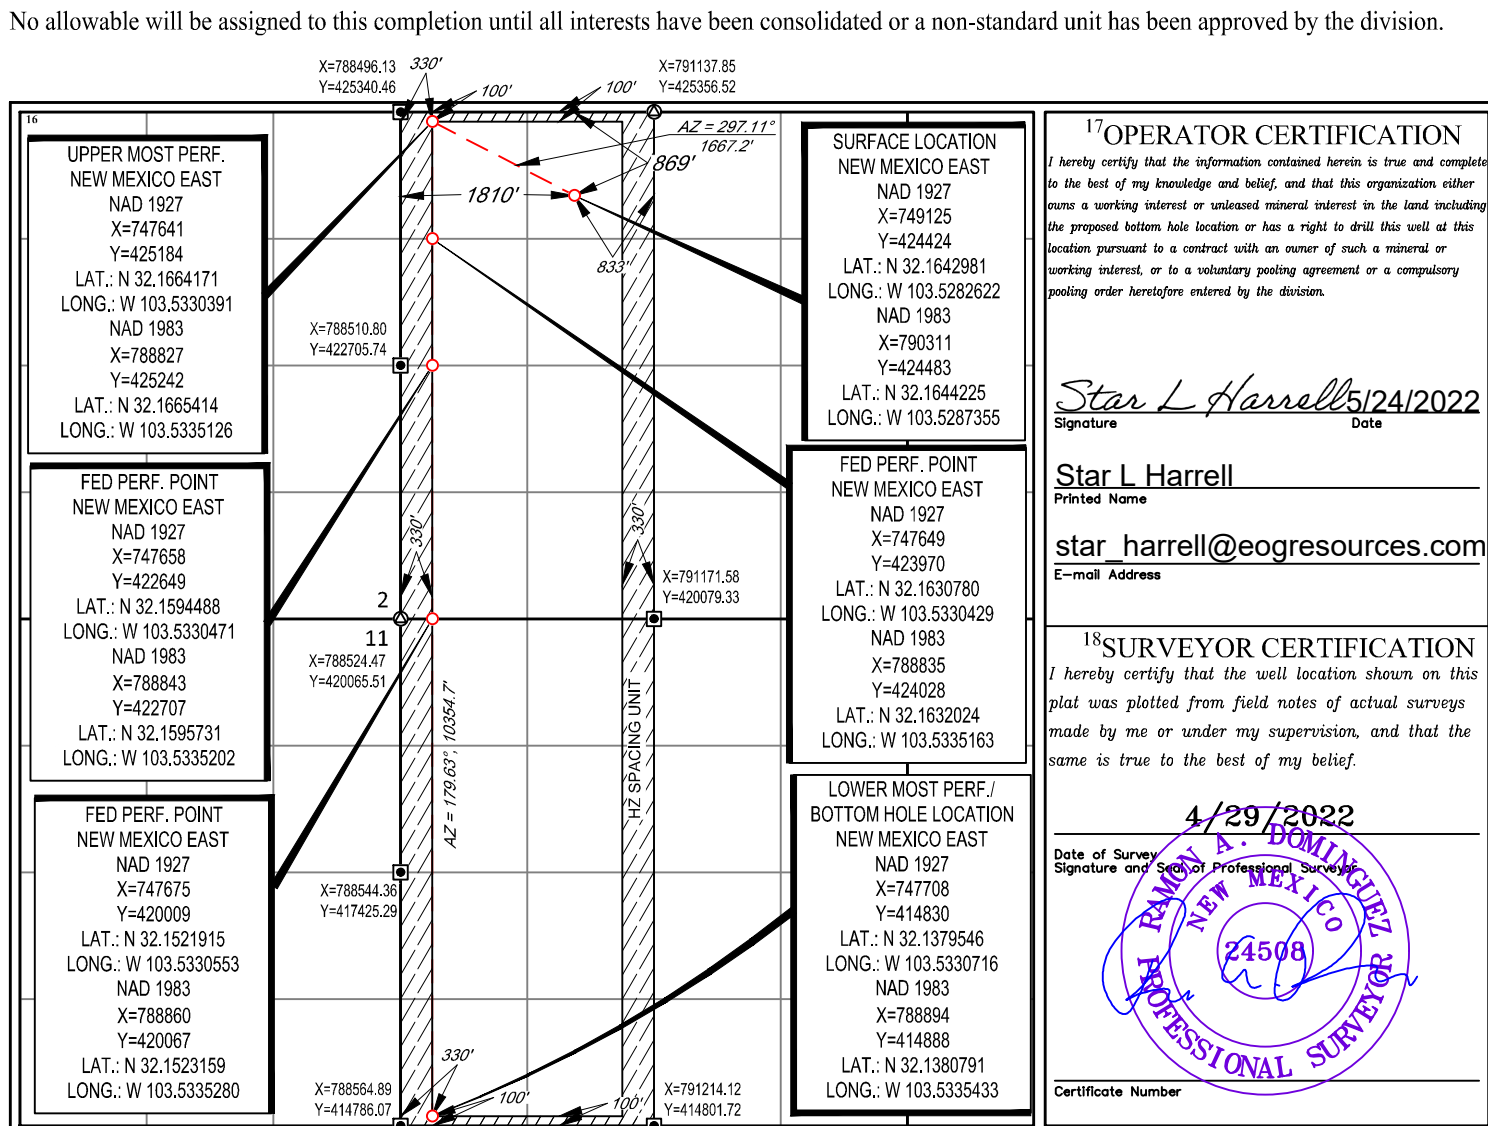 No allowable will be assigned to this completion until all interests have been consolidated or a non-standard unit has been approved by the division.
X=788496.13
Y=425340.46
330'
100'
100'
X=791137.85
Y=425356.52
16
AZ = 297.11°
1667.2'
869'
1810'
833'
UPPER MOST PERF.
NEW MEXICO EAST
NAD 1927
X=747641
Y=425184
LAT.: N 32.1664171
LONG.: W 103.5330391
NAD 1983
X=788827
Y=425242
LAT.: N 32.1665414
LONG.: W 103.5335126
SURFACE LOCATION
NEW MEXICO EAST
NAD 1927
X=749125
Y=424424
LAT.: N 32.1642981
LONG.: W 103.5282622
NAD 1983
X=790311
Y=424483
LAT.: N 32.1644225
LONG.: W 103.5287355
X=788510.80
Y=422705.74
FED PERF. POINT
NEW MEXICO EAST
NAD 1927
X=747658
Y=422649
LAT.: N 32.1594488
LONG.: W 103.5330471
NAD 1983
X=788843
Y=422707
LAT.: N 32.1595731
LONG.: W 103.5335202
FED PERF. POINT
NEW MEXICO EAST
NAD 1927
X=747649
Y=423970
LAT.: N 32.1630780
LONG.: W 103.5330429
NAD 1983
X=788835
Y=424028
LAT.: N 32.1632024
LONG.: W 103.5335163
330'
330'
2
11
X=791171.58
Y=420079.33
X=788524.47
Y=420065.51
AZ = 179.63°, 10354.7'
HZ SPACING UNIT
FED PERF. POINT
NEW MEXICO EAST
NAD 1927
X=747675
Y=420009
LAT.: N 32.1521915
LONG.: W 103.5330553
NAD 1983
X=788860
Y=420067
LAT.: N 32.1523159
LONG.: W 103.5335280
LOWER MOST PERF./
BOTTOM HOLE LOCATION
NEW MEXICO EAST
NAD 1927
X=747708
Y=414830
LAT.: N 32.1379546
LONG.: W 103.5330716
NAD 1983
X=788894
Y=414888
LAT.: N 32.1380791
LONG.: W 103.5335433
X=788544.36
Y=417425.29
X=788564.89
Y=414786.07
330'
100'
100'
X=791214.12
Y=414801.72
17 OPERATOR CERTIFICATION
I hereby certify that the information contained herein is true and complete
to the best of my knowledge and belief, and that this organization either
owns a working interest or unleased mineral interest in the land including
the proposed bottom hole location or has a right to drill this well at this
location pursuant to a contract with an owner of such a mineral or
working interest, or to a voluntary pooling agreement or a compulsory
pooling order heretofore entered by the division.
Star L Harrell 5/24/2022
Signature Date
Star L Harrell
Printed Name
star_harrell@eogresources.com
E-mail Address
18 SURVEYOR CERTIFICATION
I hereby certify that the well location shown on this
plat was plotted from field notes of actual surveys
made by me or under my supervision, and that the
same is true to the best of my belief.
4/29/2022
Date of Survey
Signature and Seal of Professional Surveyor
RAMON A. DOMINGUEZ
NEW MEXICO
24508
PROFESSIONAL SURVEYOR
Certificate Number